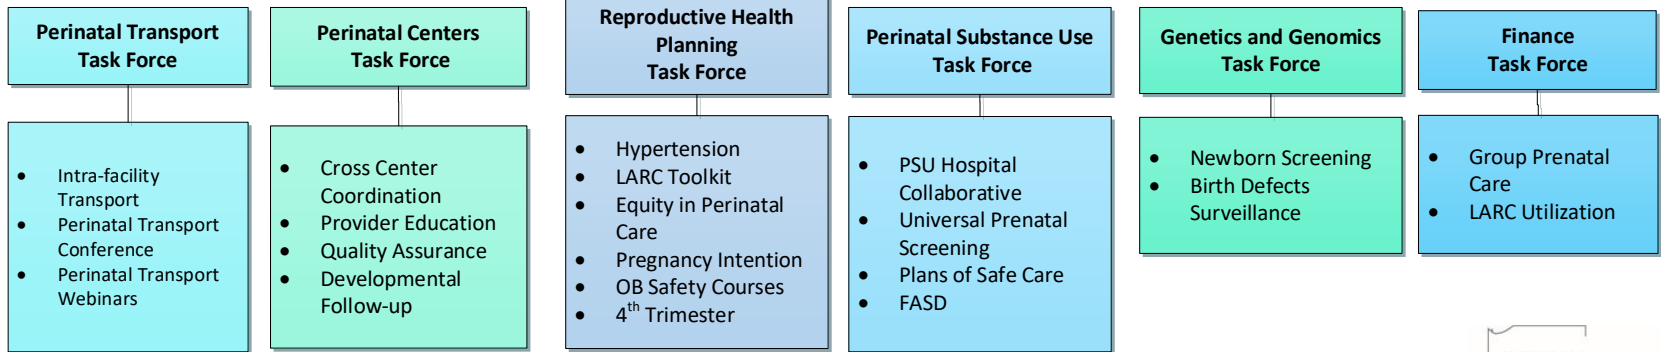 Perinatal Transport
Task Force
• Intra-facility
Transport
• Perinatal Transport
Conference
• Perinatal Transport
Webinars
Perinatal Centers
Task Force
• Cross Center
Coordination
• Provider Education
• Quality Assurance
• Developmental
Follow-up
Reproductive Health
Planning
Task Force
• Hypertension
• LARC Toolkit
• Equity in Perinatal
Care
• Pregnancy Intention
• OB Safety Courses
• 4th Trimester
Perinatal Substance Use
Task Force
• PSU Hospital
Collaborative
• Universal Prenatal
Screening
• Plans of Safe Care
• FASD
Genetics and Genomics
Task Force
• Newborn Screening
• Birth Defects
Surveillance
Finance
Task Force
• Group Prenatal
Care
• LARC Utilization